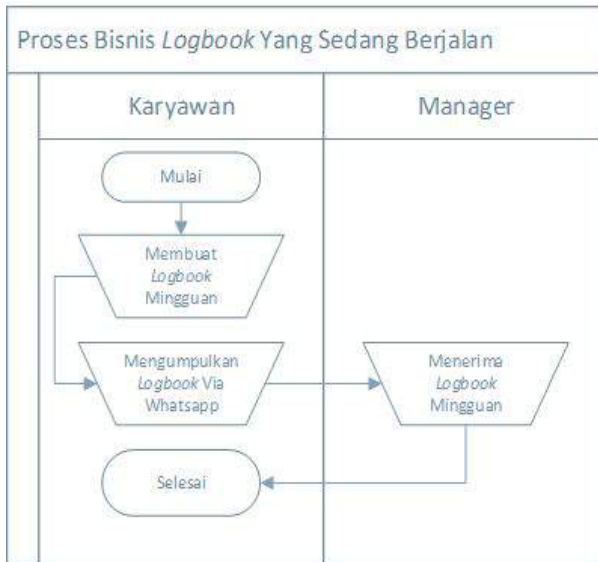 Proses Bisnis Logbook Yang Sedang Berjalan
Karyawan
Manager
Mulai
Membuat
Logbook
Mingguan
Mengumpulkan
Logbook Via
Whatsapp
Menerima
Logbook
Mingguan
Selesai